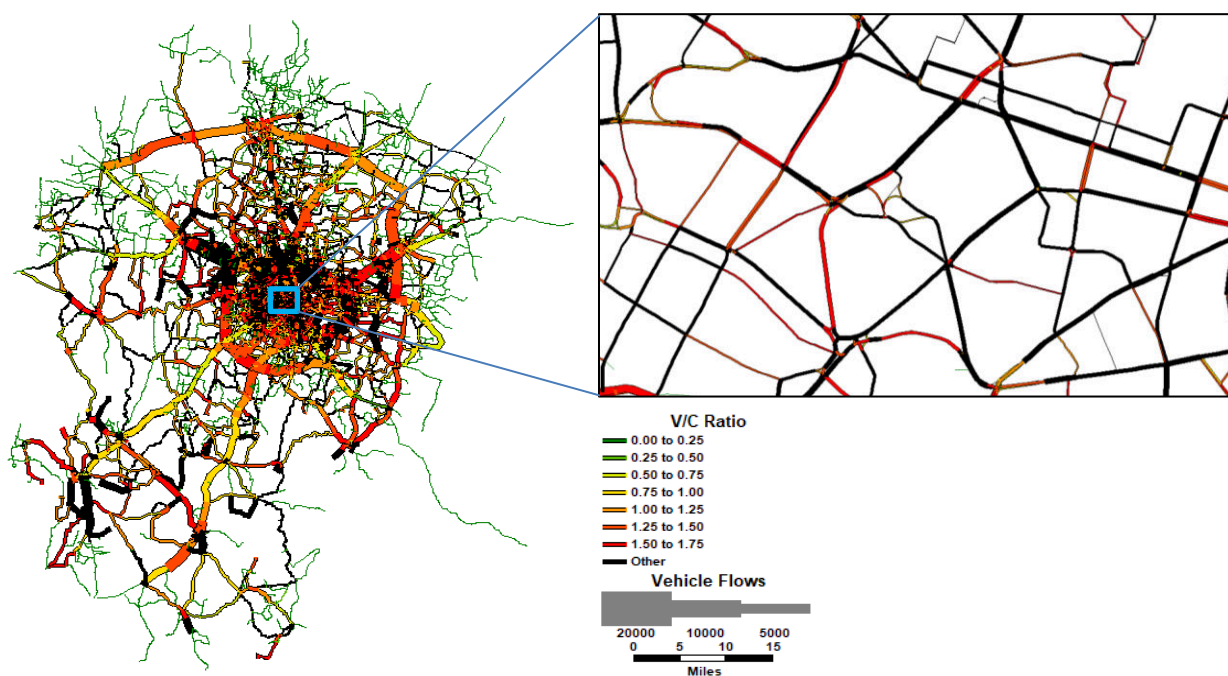 V/C Ratio
0.00 to 0.25
0.25 to 0.50
0.50 to 0.75
0.75 to 1.00
1.00 to 1.25
1.25 to 1.50
1.50 to 1.75
Other
Vehicle Flows
20000 10000 5000
0 5 10 15
Miles